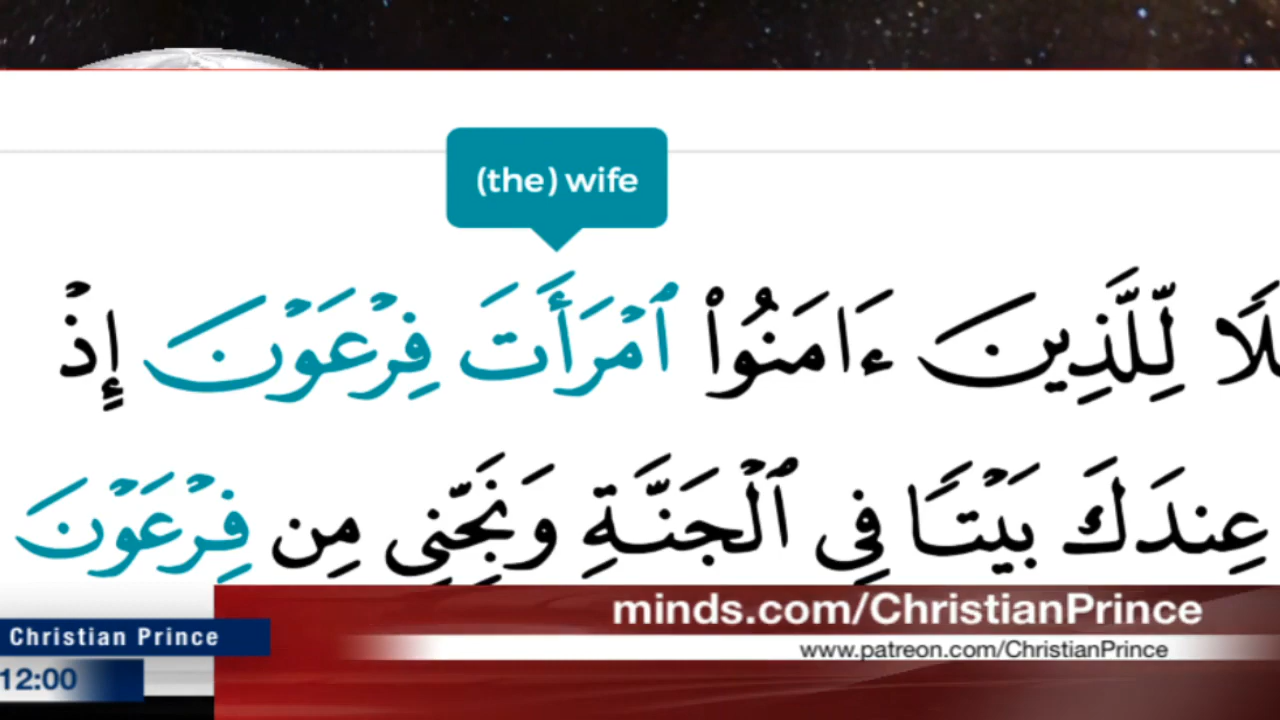 (the) wife
لَا لِّلَّذِينَ ءَامَنُوا۟ ٱمْرَأَتَ فِرْعَوْنَ إِذْ
عِندَكَ بَيْتًا فِى ٱلْجَنَّةِ وَنَجِّنِى مِن فِرْعَوْنَ
minds.com/ChristianPrince
Christian Prince
www.patreon.com/ChristianPrince
12:00